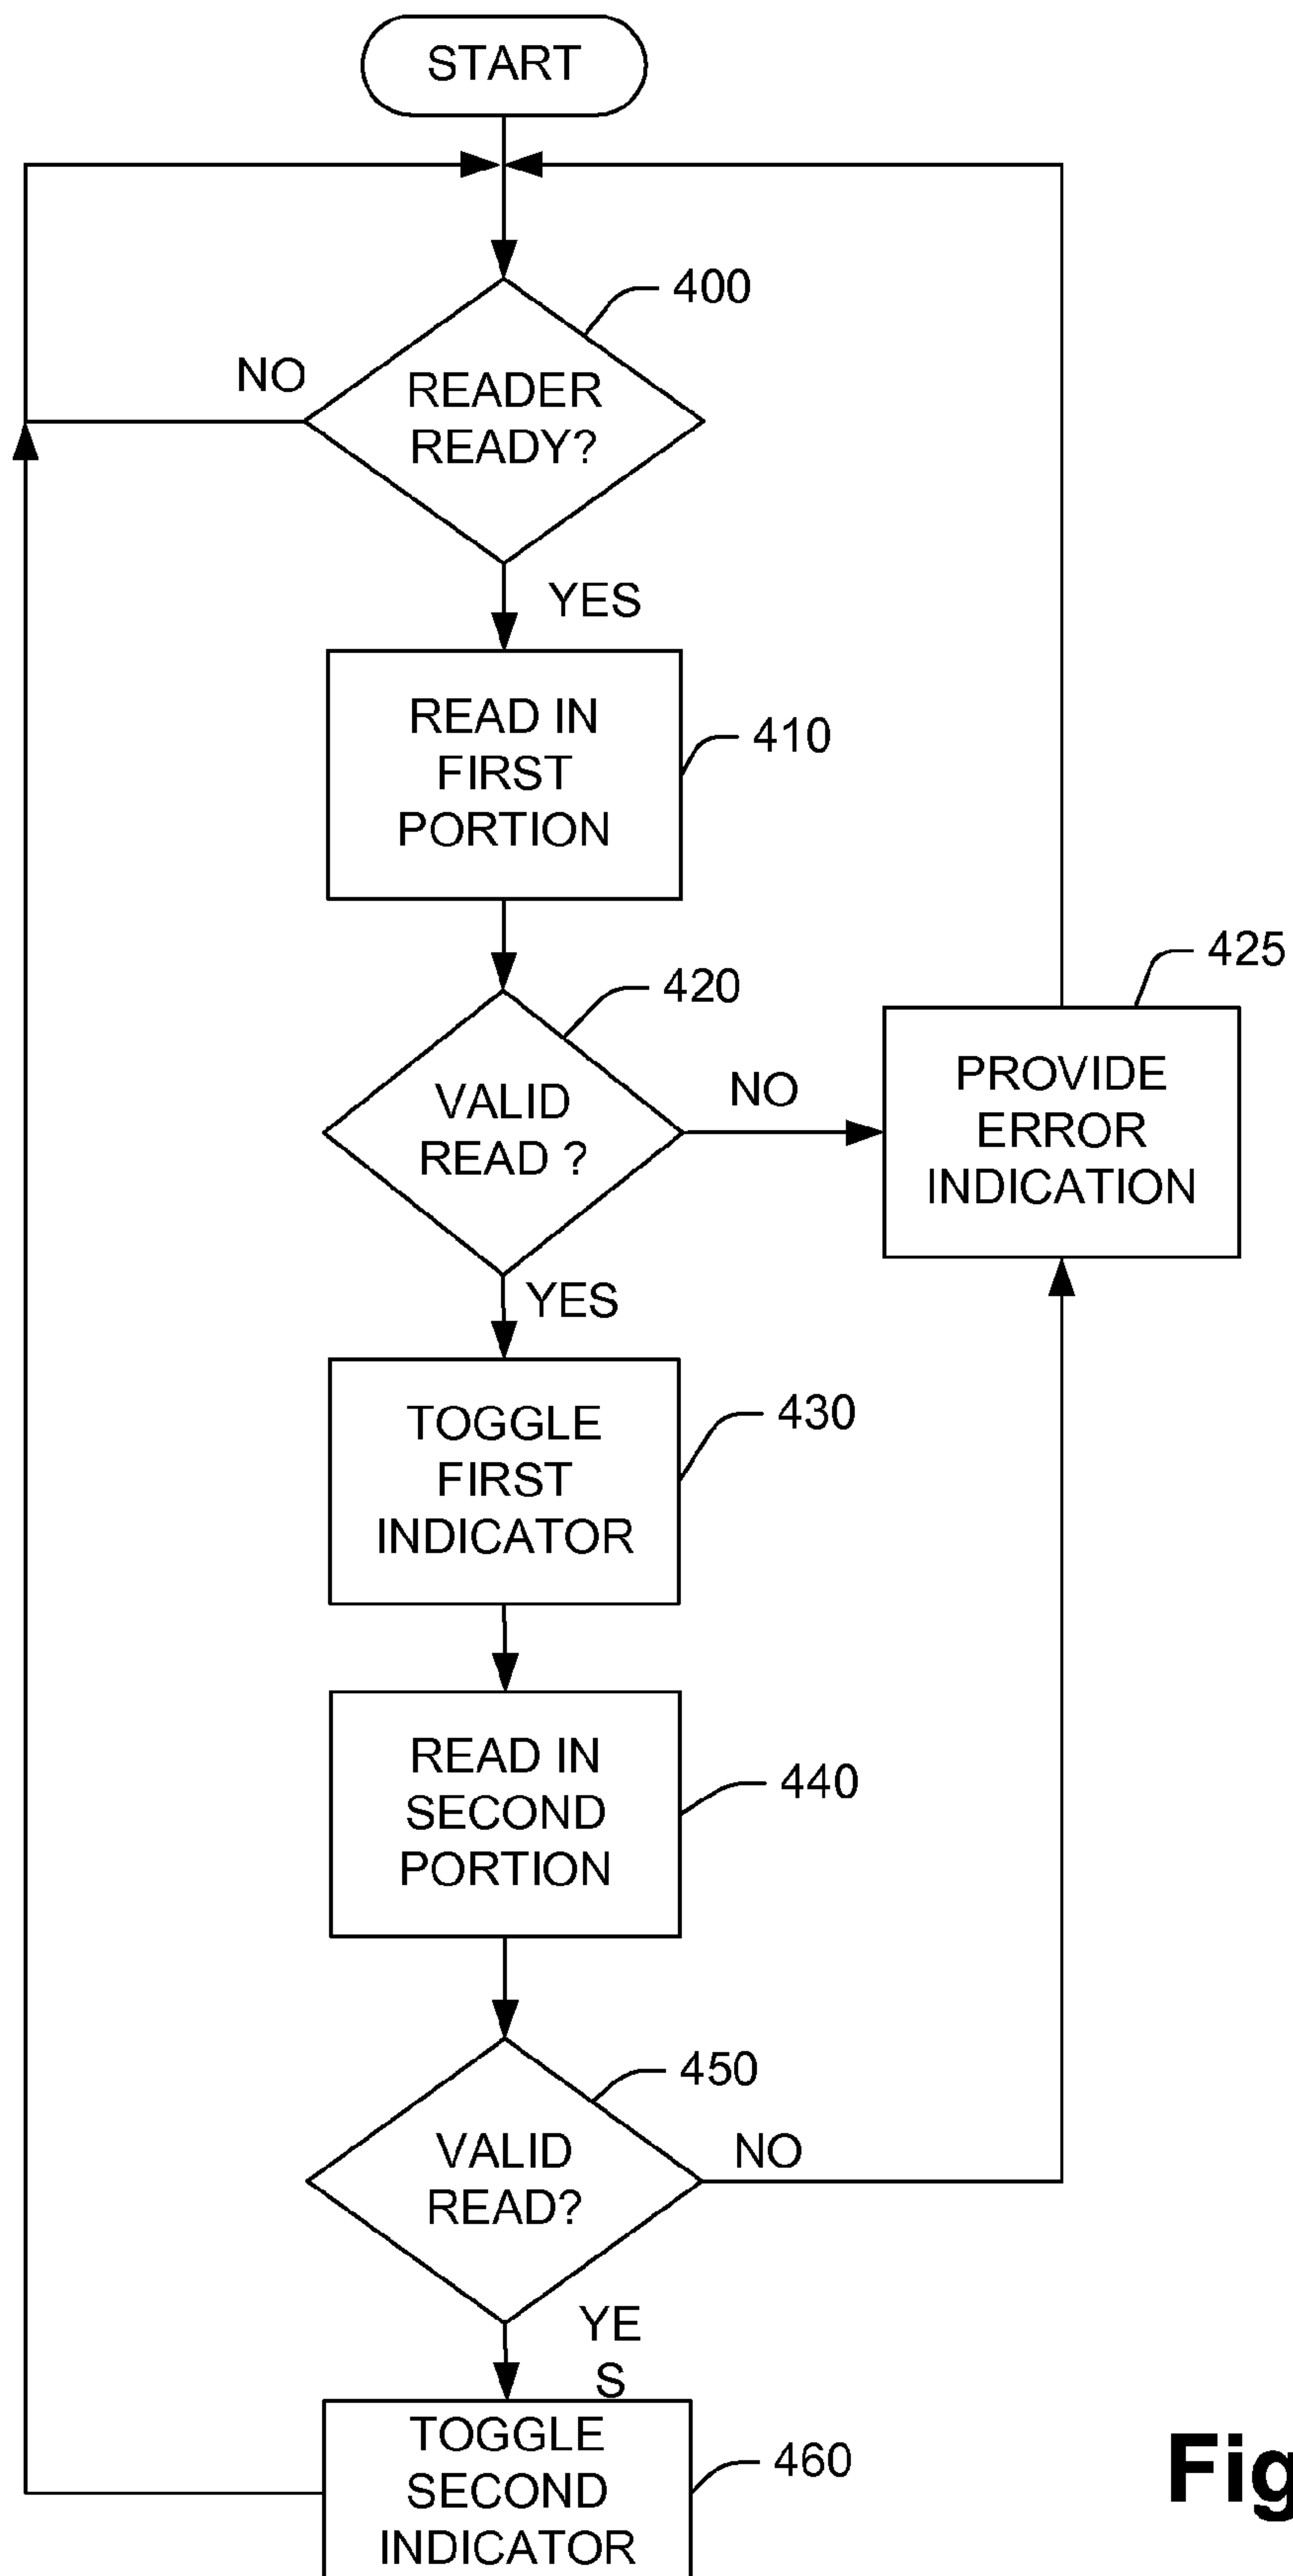 START
400
NO
READER
READY?
YES
READ IN
FIRST
PORTION
410
420
425
VALID
READ ?
NO
PROVIDE
ERROR
INDICATION
YES
TOGGLE
FIRST
INDICATOR
430
READ IN
SECOND
PORTION
440
450
VALID
READ?
NO
YE
S
TOGGLE
SECOND
INDICATOR
460
Fig